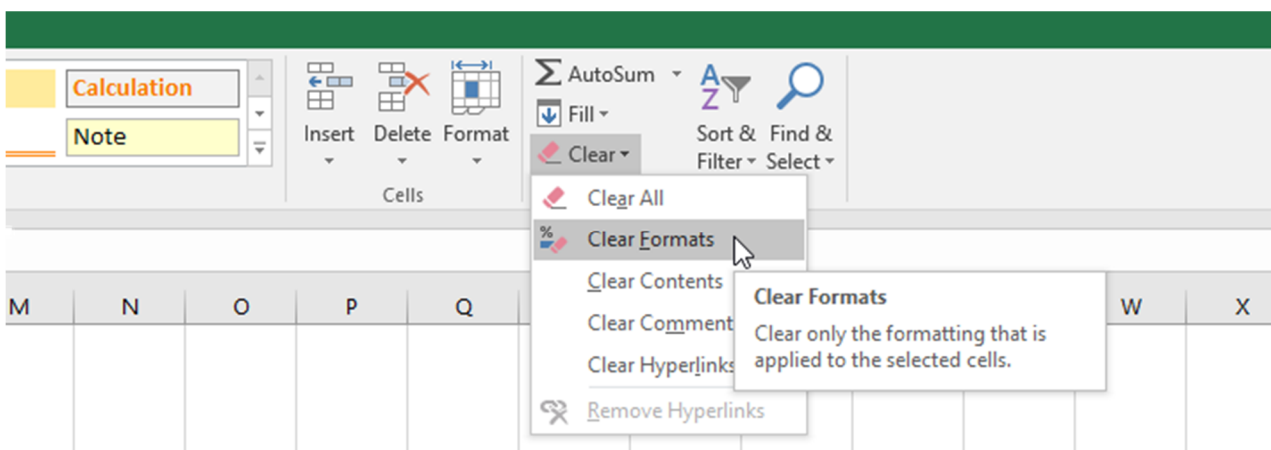 Calculation
Note
Insert
Delete
Format
Cells
AutoSum
Fill
Clear
A
Z
Sort &
Filter
Find &
Select
Clear All
%
Clear Formats
Clear Contents
Clear Comment
Clear Hyperlinks
Remove Hyperlinks
Clear Formats
Clear only the formatting that is
applied to the selected cells.
M N O P Q W X